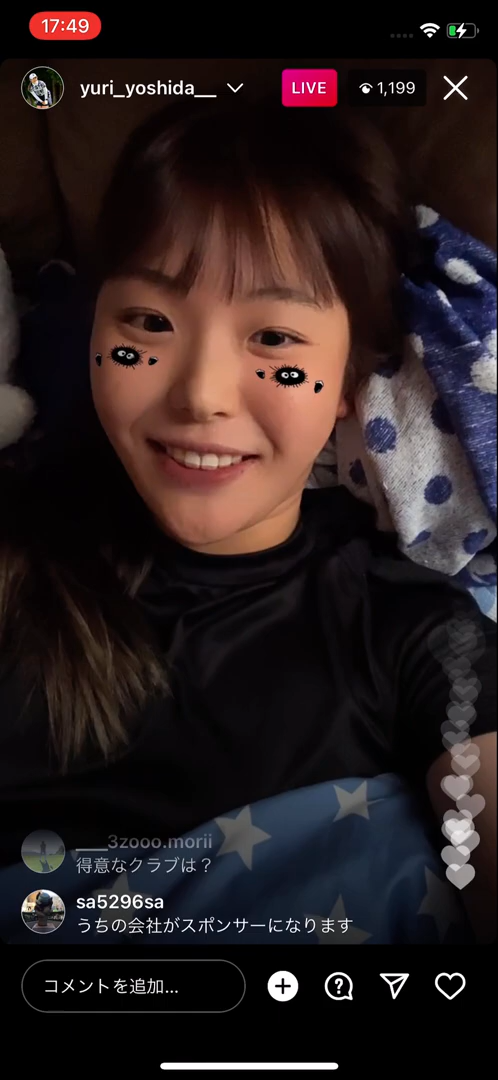 17:49
yuri_yoshida__
LIVE
1,199
___3zooo.morii
得意なクラブは？
sa5296sa
うちの会社がスポンサーになります
コメントを追加...